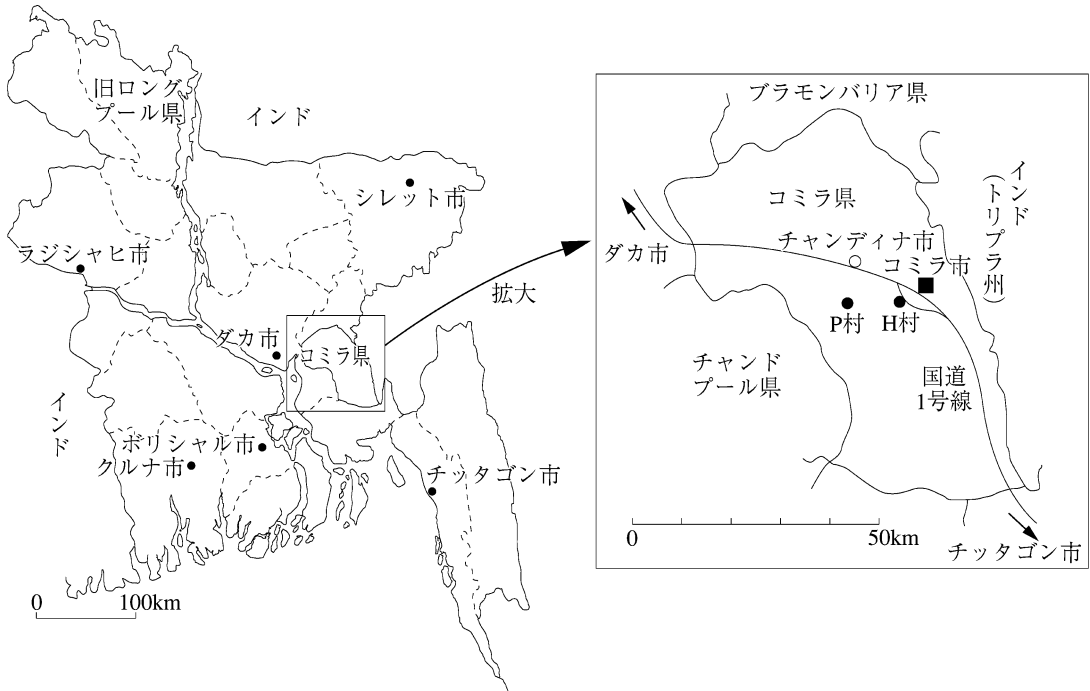 旧ロング
プール県
インド
シレット市
ラジシャヒ市
拡大
ダカ市
コミラ県
インド
ボリシャル市
クルナ市
チッタゴン市
0 100km
ブラモンバリア県
インド
(トリプラ州)
コミラ県
ダカ市
チャンディナ市
コミラ市
P村 H村
チャンド
プール県
国道
1号線
0 50km
チッタゴン市